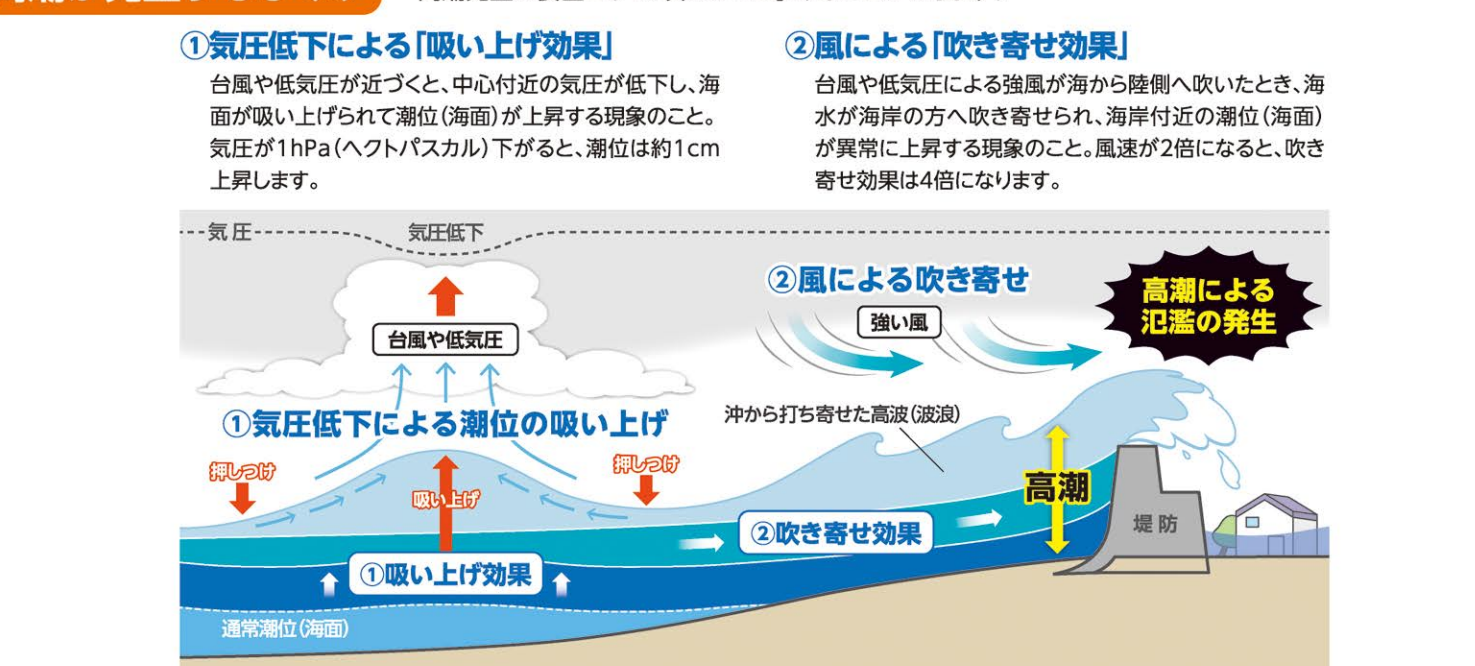 ①気圧低下による「吸い上げ効果」
台風や低気圧が近づくと、中心付近の気圧が低下し、海
面が吸い上げられて潮位(海面)が上昇する現象のこと。
気圧が1hPa(ヘクトパスカル)下がると、潮位は約1cm
上昇します。
②風による「吹き寄せ効果」
台風や低気圧による強風が海から陸側へ吹いたとき、海
水が海岸の方へ吹き寄せられ、海岸付近の潮位(海面)
が異常に上昇する現象のこと。風速が2倍になると、吹き
寄せ効果は4倍になります。
気圧
気圧低下
②風による吹き寄せ
高潮による
氾濫の発生
強い風
台風や低気圧
①気圧低下による潮位の吸い上げ
沖から打ち寄せた高波(波浪)
押しつけ
押しつけ
吸い上げ
高潮
②吹き寄せ効果
堤防
①吸い上げ効果
通常潮位(海面)